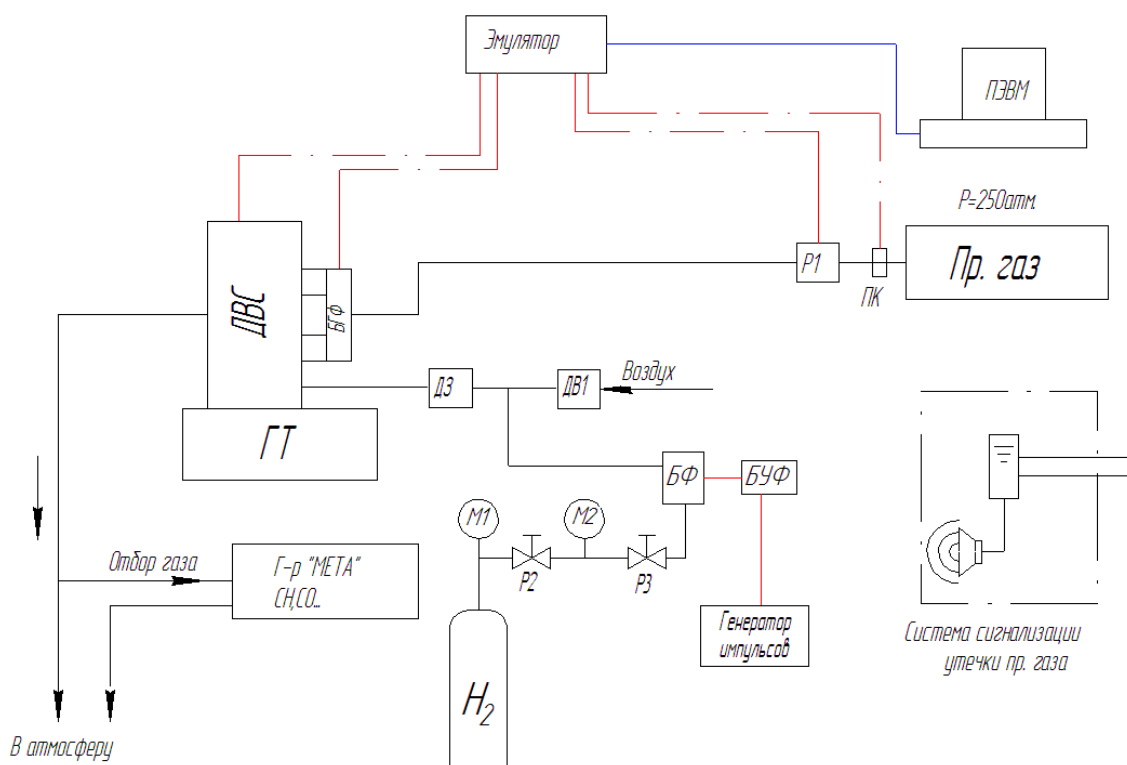 Эмулятор
ПЭВМ
P=250атм.
Р1
Пр. газ
ПК
ДВС
БГФ
ДЗ
ДВ1
Воздух
ГТ
БФ
БУФ
М1
М2
Р2
Р3
Отбор газа
Г-р "МЕТА"
СН,СО...
Генератор
импульсов
H2
Система сигнализации
утечки пр. газа
В атмосферу